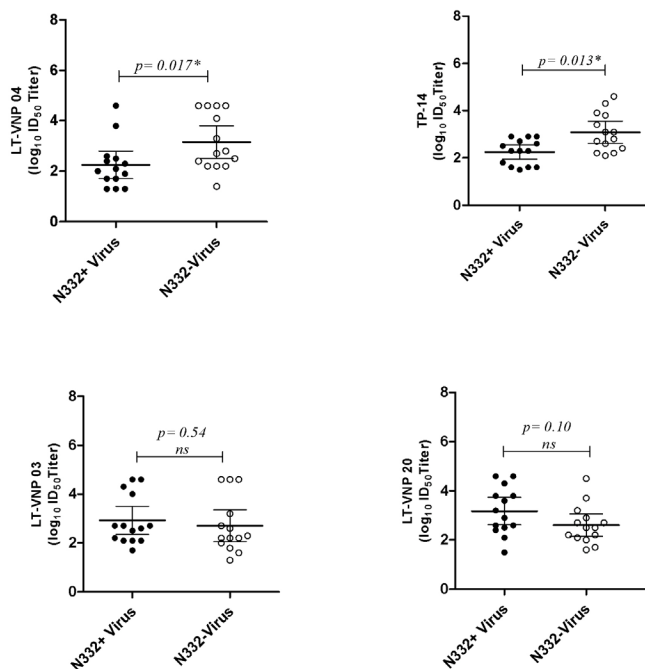 LT-VNP 04
(log10 ID50 Titer)
8
6
4
2
0
p= 0.017*
N332+ Virus
N332-Virus
TP-14
(log10 ID50 Titer)
8
6
4
2
0
p=0.013*
N332+ Virus
N332- Virus
LT-VNP 03
(log10 ID50Titer)
8
6
4
2
0
p= 0.54
ns
N332+ Virus
N332-Virus
LT-VNP 20
(log10 ID50Titer)
8
6
4
2
0
p= 0.10
ns
N332+ Virus
N332-Virus